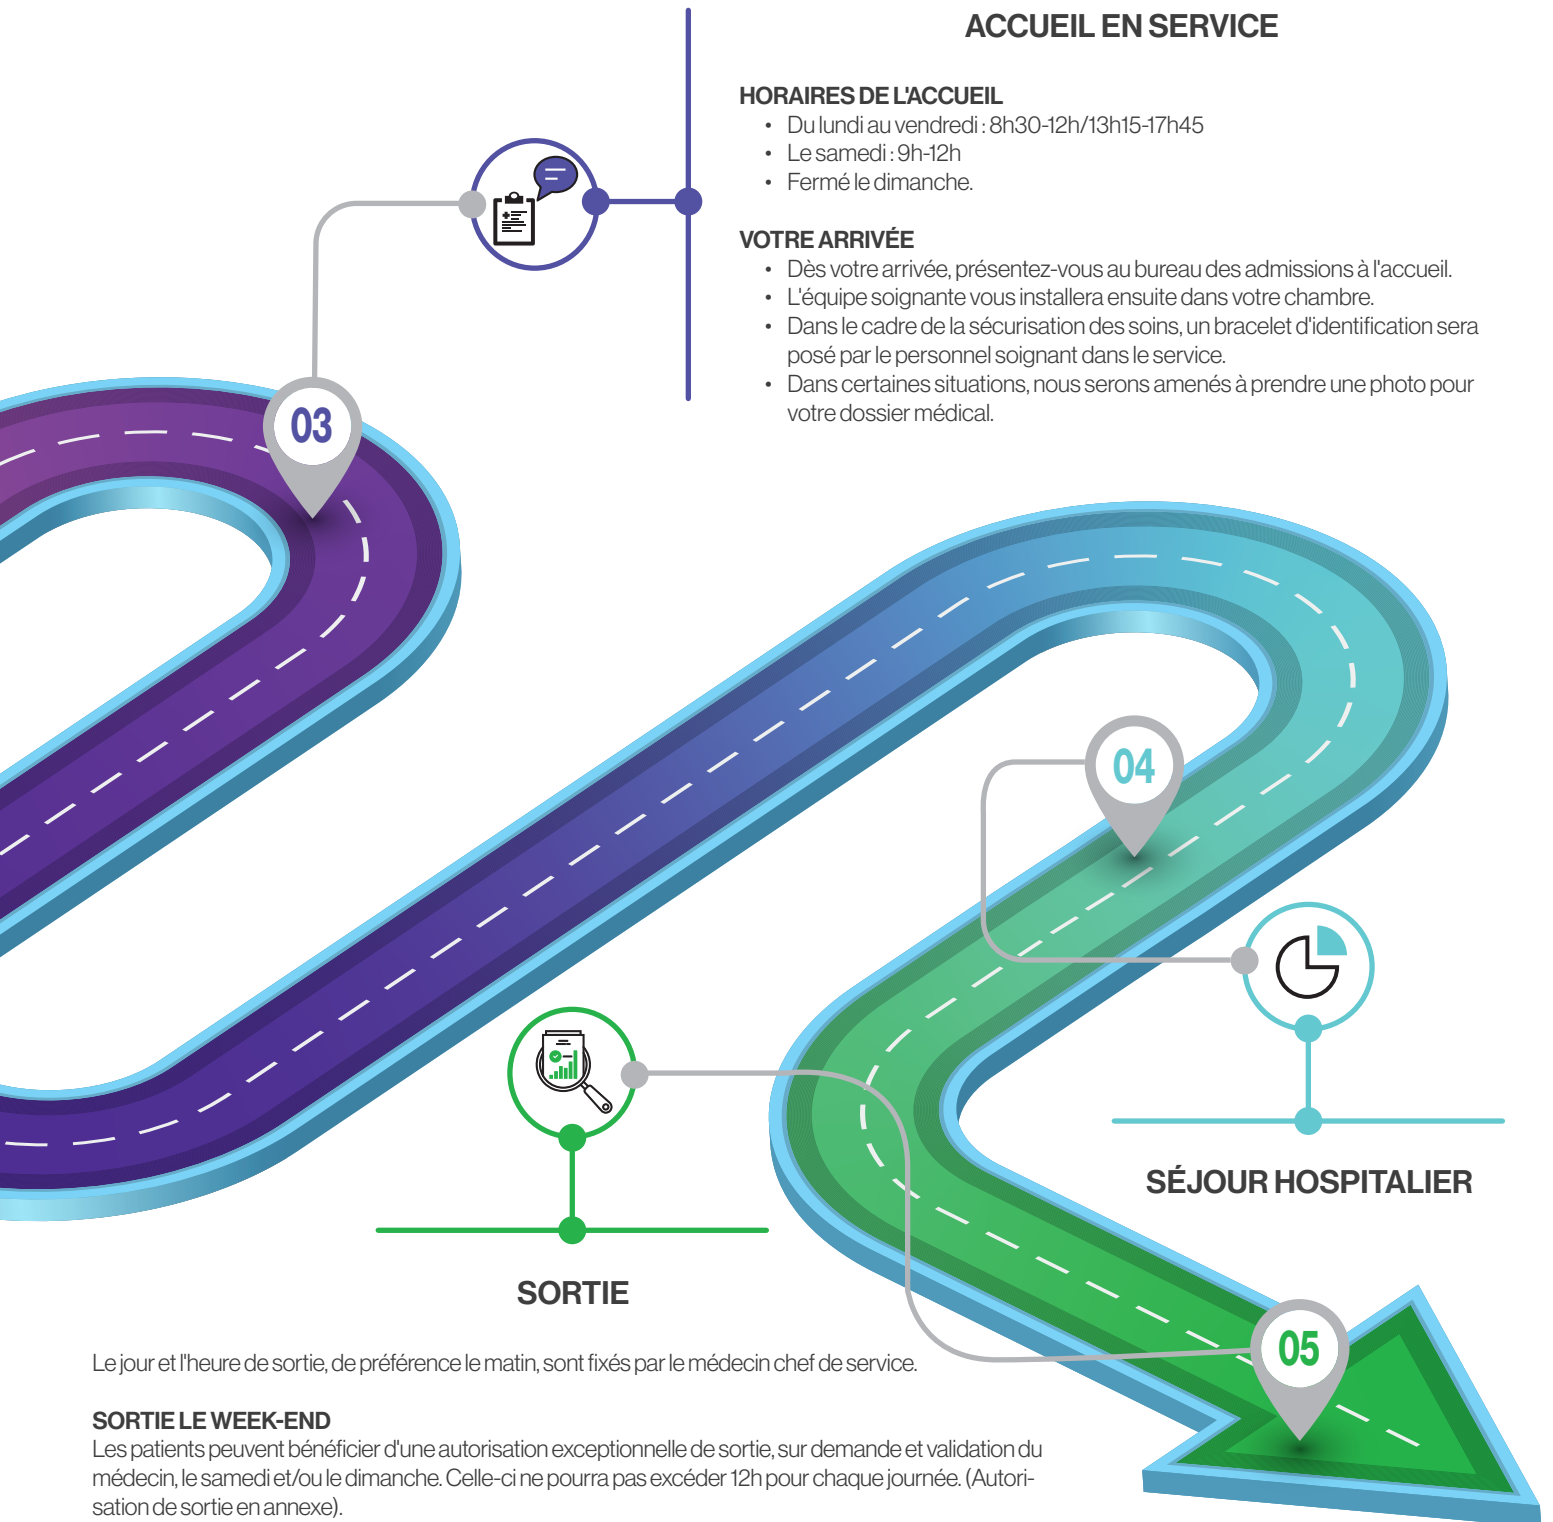 ACCUEIL EN SERVICE
HORAIRES DE L'ACCUEIL
• Du lundi au vendredi : 8h30-12h/13h15-17h45
• Le samedi : 9h-12h
• Fermé le dimanche.
VOTRE ARRIVÉE
• Dès votre arrivée, présentez-vous au bureau des admissions à l'accueil.
• L'équipe soignante vous installera ensuite dans votre chambre.
• Dans le cadre de la sécurisation des soins, un bracelet d'identification sera
posé par le personnel soignant dans le service.
• Dans certaines situations, nous serons amenés à prendre une photo pour
votre dossier médical.
03
04
SÉJOUR HOSPITALIER
05
SORTIE
Le jour et l'heure de sortie, de préférence le matin, sont fixés par le médecin chef de service.
SORTIE LE WEEK-END
Les patients peuvent bénéficier d'une autorisation exceptionnelle de sortie, sur demande et validation du
médecin, le samedi et/ou le dimanche. Celle-ci ne pourra pas excéder 12h pour chaque journée. (Autori-
sation de sortie en annexe).